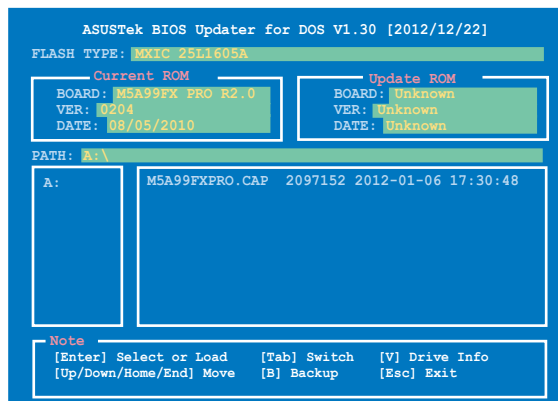 ASUSTek BIOS Updater for DOS V1.30 [2012/12/22]
FLASH TYPE: MXIC 25L1605A
Current ROM
BOARD: M5A99FX PRO R2.0
VER: 0204
DATE: 08/05/2010
Update ROM
BOARD: Unknown
VER: Unknown
DATE: Unknown
PATH: A:\
A:
M5A99FXPRO.CAP 2097152 2012-01-06 17:30:48
Note
[Enter] Select or Load [Tab] Switch [V] Drive Info
[Up/Down/Home/End] Move [B] Backup [Esc] Exit